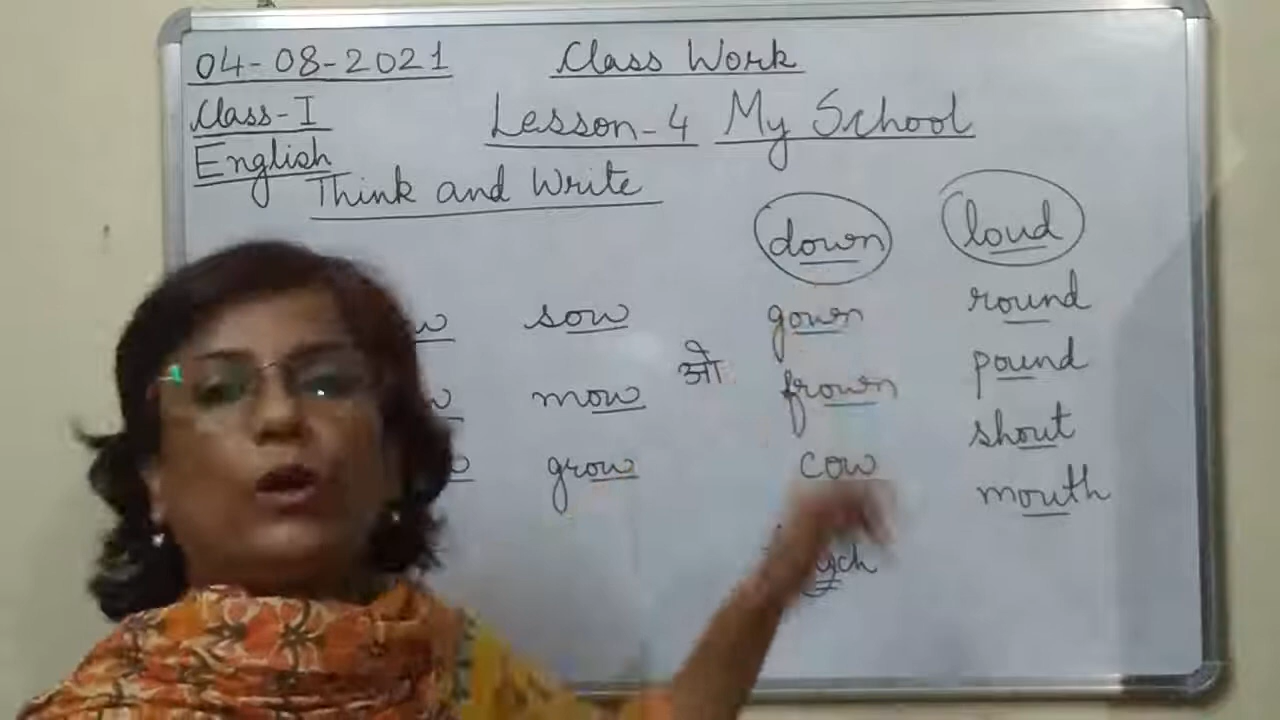 04-08-2021 Class Work
Class-I Lesson-4 My School
English
Think and Write
down loud
sow gown round
mow ओ frown pound
grow cow shout
mouth